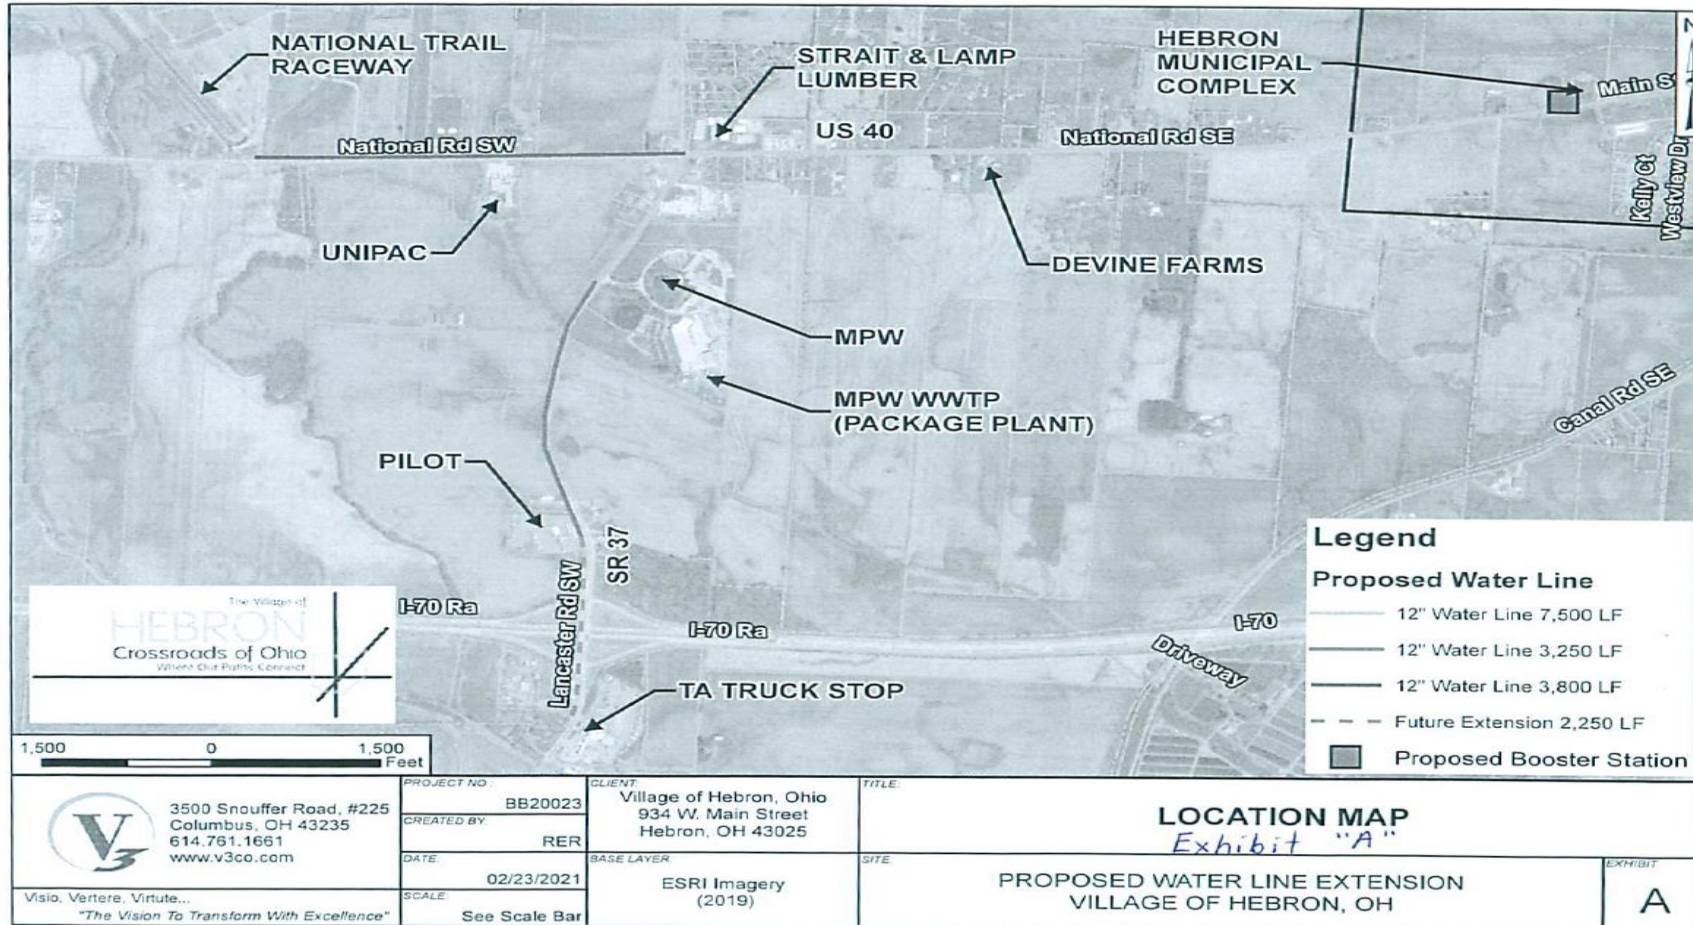 NATIONAL TRAIL
RACEWAY
STRAIT & LAMP
LUMBER
HEBRON
MUNICIPAL
COMPLEX
N
Main S
US 40
National Rd SW
National Rd SE
Kelly Ct
Westview Dr
UNIPAC
DEVINE FARMS
MPW
MPW WWTP
(PACKAGE PLANT)
Canal Rd SE
PILOT
SR 37
Lancaster Rd SW
I-70 Ra
I-70 Ra
I-70
Driveway
TA TRUCK STOP
The Village of
HEBRON
Crossroads of Ohio
Where Our Paths Connect
Legend
Proposed Water Line
12" Water Line 7,500 LF
12" Water Line 3,250 LF
12" Water Line 3,800 LF
Future Extension 2,250 LF
Proposed Booster Station
1,500 0 1,500
Feet
V3
3500 Snouffer Road, #225
Columbus, OH 43235
614.761.1661
www.v3co.com
Visio, Vertere, Virtute...
"The Vision To Transform With Excellence"
PROJECT NO.:
BB20023
CREATED BY:
RER
DATE:
02/23/2021
SCALE:
See Scale Bar
CLIENT:
Village of Hebron, Ohio
934 W. Main Street
Hebron, OH 43025
BASE LAYER:
ESRI Imagery
(2019)
TITLE:
LOCATION MAP
Exhibit "A"
SITE:
PROPOSED WATER LINE EXTENSION
VILLAGE OF HEBRON, OH
EXHIBIT
A